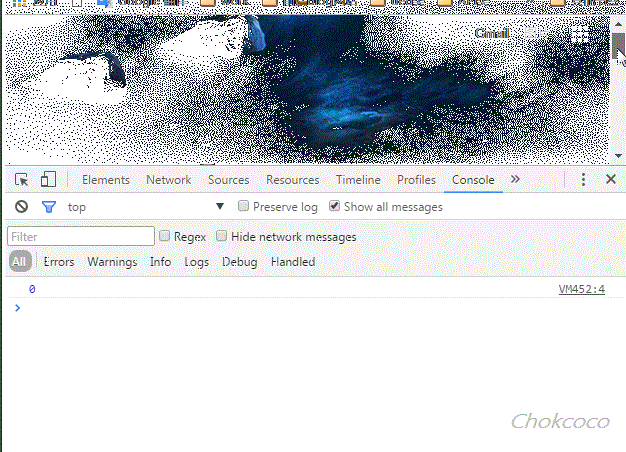 Gmail
Elements Network Sources Resources Timeline Profiles Console »
top Preserve log Show all messages
Filter Regex Hide network messages
All Errors Warnings Info Logs Debug Handled
0 VM452:4
>
Chokcoco